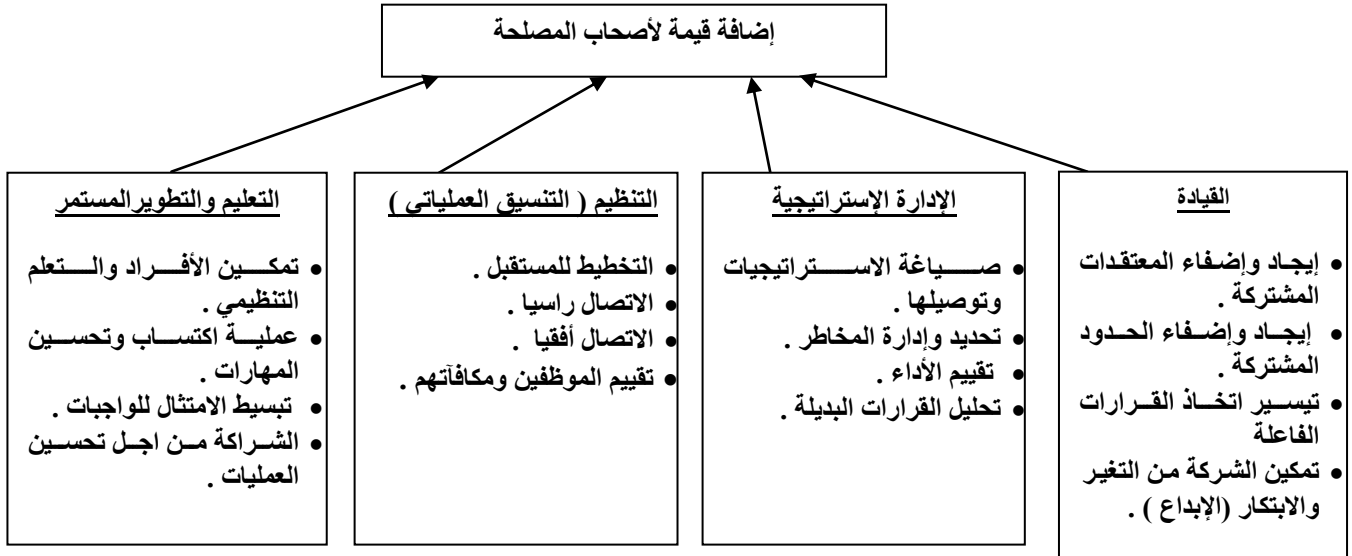 إضافة قيمة لأصحاب المصلحة
القيادة
• إيجاد وإضفاء المعتقدات
المشتركة .
• إيجاد وإضفاء الحدود
المشتركة .
• تيسير اتخاذ القرارات
الفاعلة
• تمكين الشركة من التغير
والابتكار (الإبداع ) .
الإدارة الإستراتيجية
• صياغة الاستراتيجيات
وتوصيلها .
• تحديد وإدارة المخاطر .
• تقييم الأداء .
• تحليل القرارات البديلة .
التنظيم ( التنسيق العملياتي )
• التخطيط للمستقبل .
• الاتصال راسيا .
• الاتصال أفقيا .
• تقييم الموظفين ومكافآتهم .
التعليم والتطويرالمستمر
• تمكين الأفراد والتعلم
التنظيمي .
• عملية اكتساب وتحسين
المهارات .
• تبسيط الامتثال للواجبات .
• الشراكة من اجل تحسين
العمليات .